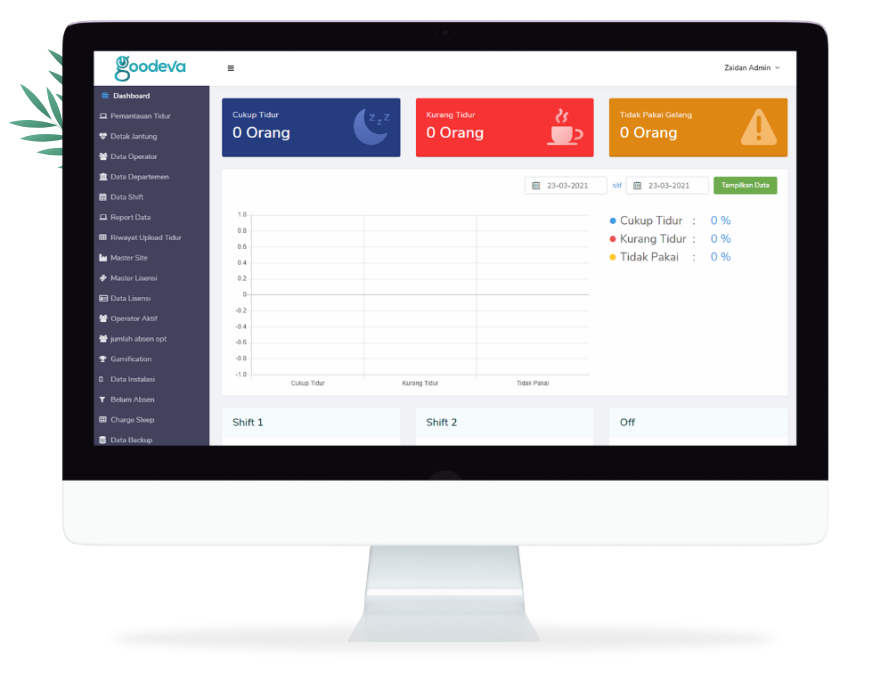 goodeva
Zaidan Admin
Dashboard
Pemantauan Tidur
Detak Jantung
Data Operator
Data Departemen
Data Shift
Report Data
Riwayat Upload Tidur
Master Site
Master Lisensi
Data Lisensi
Operator Aktif
jumlah absen opt
Gamification
Data Instalasi
Belum Absen
Charge Sleep
Data Backup
Cukup Tidur
0 Orang
zzZ
Kurang Tidur
0 Orang
Tidak Pakai Gelang
0 Orang
23-03-2021 s/d 23-03-2021 Tampilkan Data
1.0
0.8
0.6
0.4
0.2
0
-0.2
-0.4
-0.6
-0.8
-1.0
Cukup Tidur Kurang Tidur Tidak Pakai
Cukup Tidur : 0 %
Kurang Tidur : 0 %
Tidak Pakai : 0 %
Shift 1
Shift 2
Off